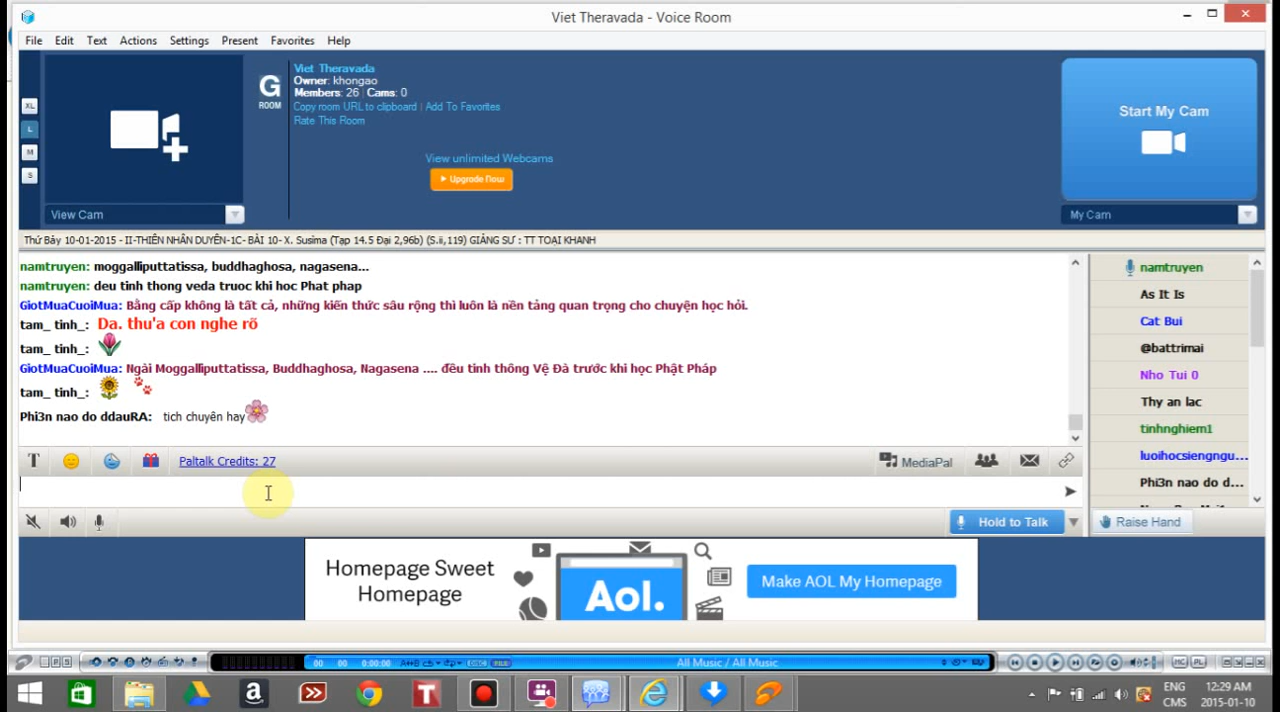 Viet Theravada - Voice Room
File Edit Text Actions Settings Present Favorites Help
XL
L
M
S
View Cam
G
ROOM
Viet Theravada
Owner: khongao
Members: 26 | Cams: 0
Copy room URL to clipboard | Add To Favorites
Rate This Room
View unlimited Webcams
Upgrade Now
Start My Cam
My Cam
Thứ Bảy 10-01-2015 - II-THIÊN NHÂN DUYÊN-1C- BÀI 10- X. Susima (Tạp 14.5 Đại 2,96b) (S.ii,119) GIẢNG SƯ : TT TOẠI KHANH
namtruyen: moggalliputtatissa, buddhaghosa, nagasena...
namtruyen: deu tinh thong veda truoc khi hoc Phat phap
GiotMuaCuoiMua: Bằng cấp không là tất cả, những kiến thức sâu rộng thì luôn là nền tảng quan trọng cho chuyện học hỏi.
tam_ tinh_: Da. thu'a con nghe rõ
tam_ tinh_:
GiotMuaCuoiMua: Ngài Moggalliputtatissa, Buddhaghosa, Nagasena .... đều tinh thông Vệ Đà trước khi học Phật Pháp
tam_ tinh_:
Phi3n nao do ddauRA: tich chuyên hay
namtruyen
As It Is
Cat Bui
@battrimai
Nho Tui 0
Thy an lac
tinhnghiem1
luoihocsiengngu...
Phi3n nao do d...
T
Paltalk Credits: 27
MediaPal
Hold to Talk
Raise Hand
Homepage Sweet
Homepage
Aol.
Make AOL My Homepage
00 00 0:00:00 A↔B
All Music / All Music
ENG
CMS
12:29 AM
2015-01-10